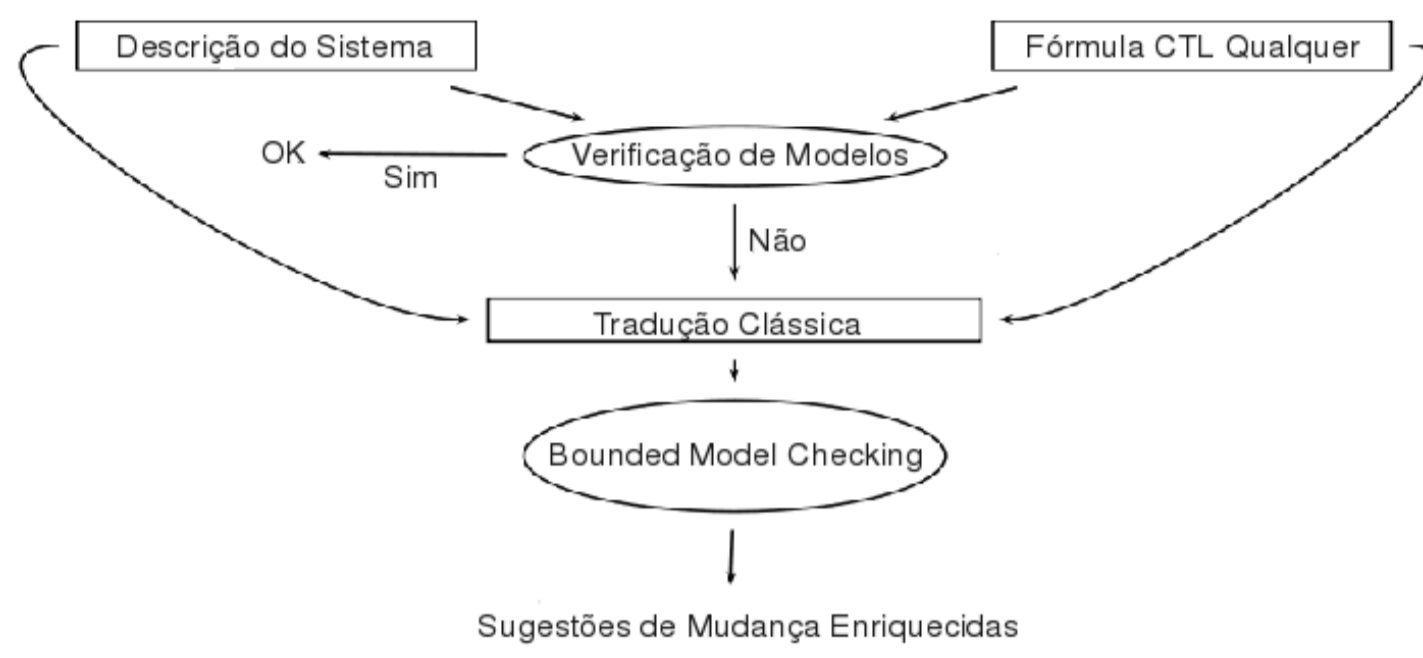 Descrição do Sistema
Fórmula CTL Qualquer
Verificação de Modelos
OK
Sim
Não
Tradução Clássica
Bounded Model Checking
Sugestões de Mudança Enriquecidas